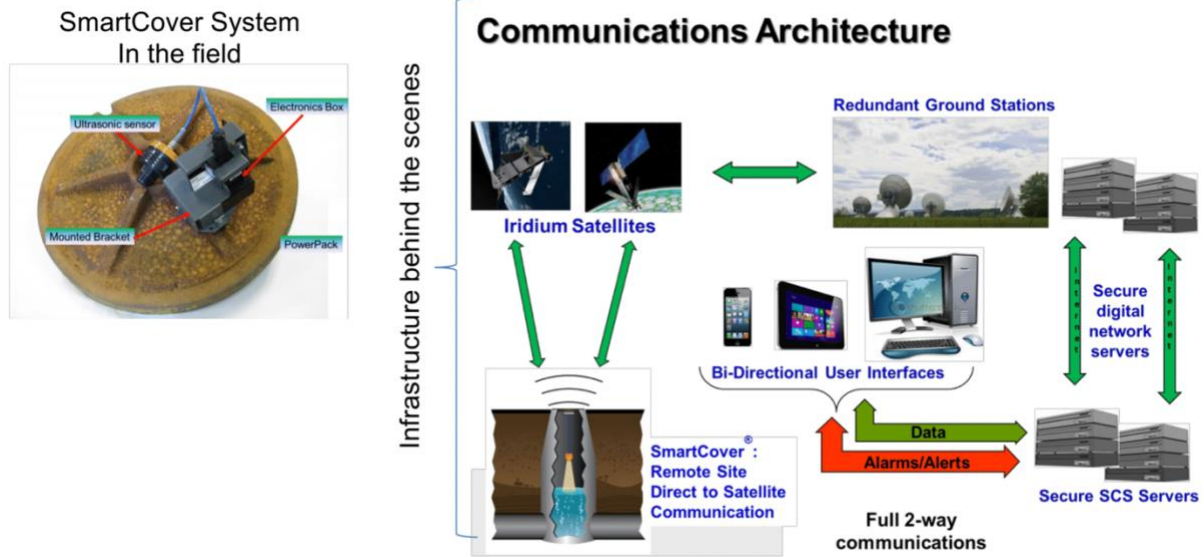 SmartCover System
In the field
Ultrasonic sensor
Electronics Box
Mounted Bracket
PowerPack
Infrastructure behind the scenes
Communications Architecture
Iridium Satellites
Redundant Ground Stations
Internet
Internet
Secure
digital
network
servers
Bi-Directional User Interfaces
Data
Alarms/Alerts
SmartCover®:
Remote Site
Direct to Satellite
Communication
Secure SCS Servers
Full 2-way
communications